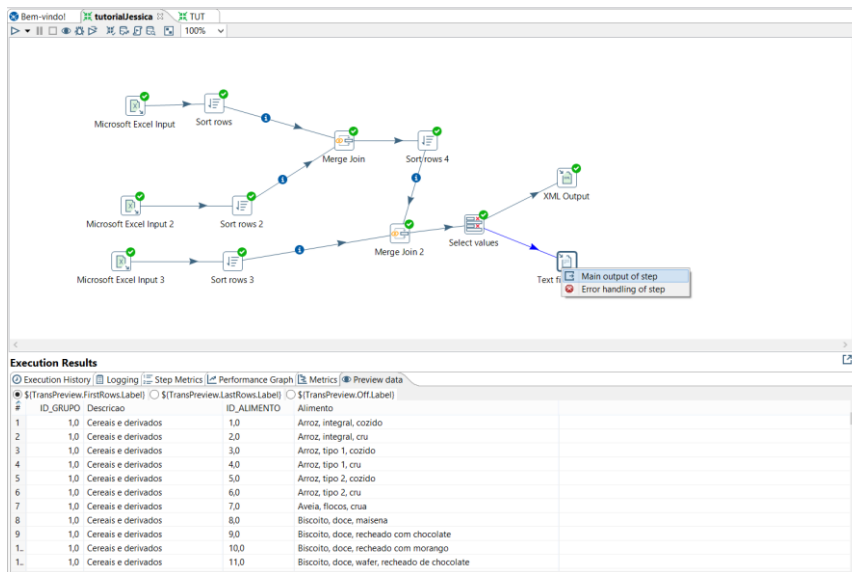 Bem-vindo! tutorialJessica TUT
100%
Microsoft Excel Input
Sort rows
Merge Join
Sort rows 4
XML Output
Microsoft Excel Input 2
Sort rows 2
Merge Join 2
Select values
Microsoft Excel Input 3
Sort rows 3
Text fi
Main output of step
Error handling of step
Execution Results
Execution History Logging Step Metrics Performance Graph Metrics Preview data
$(TransPreview.FirstRows.Label) $(TransPreview.LastRows.Label) $(TransPreview.Off.Label)
# ID_GRUPO Descricao ID_ALIMENTO Alimento
1 1,0 Cereais e derivados 1,0 Arroz, integral, cozido
2 1,0 Cereais e derivados 2,0 Arroz, integral, cru
3 1,0 Cereais e derivados 3,0 Arroz, tipo 1, cozido
4 1,0 Cereais e derivados 4,0 Arroz, tipo 1, cru
5 1,0 Cereais e derivados 5,0 Arroz, tipo 2, cozido
6 1,0 Cereais e derivados 6,0 Arroz, tipo 2, cru
7 1,0 Cereais e derivados 7,0 Aveia, flocos, crua
8 1,0 Cereais e derivados 8,0 Biscoito, doce, maisena
9 1,0 Cereais e derivados 9,0 Biscoito, doce, recheado com chocolate
1.. 1,0 Cereais e derivados 10,0 Biscoito, doce, recheado com morango
1.. 1,0 Cereais e derivados 11,0 Biscoito, doce, wafer, recheado de chocolate